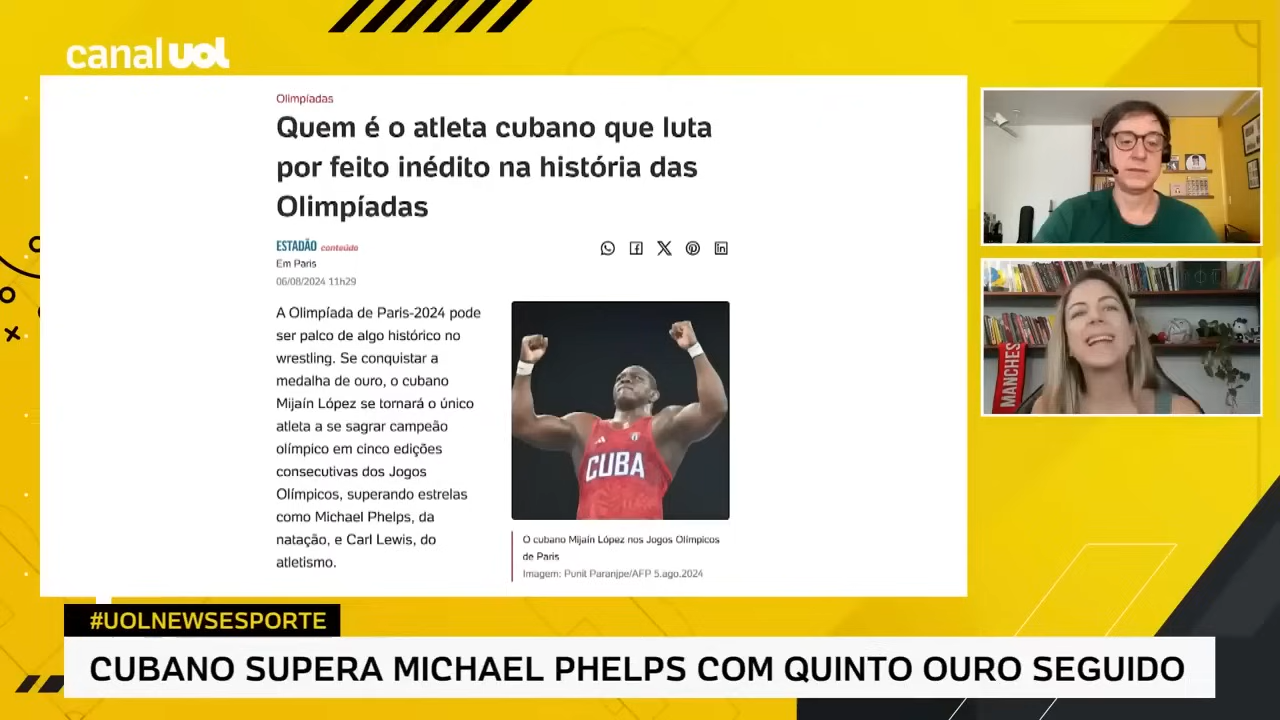 canal uol
Olimpíadas
Quem é o atleta cubano que luta
por feito inédito na história das
Olimpíadas
ESTADÃO conteúdo
Em Paris
06/08/2024 11h29
A Olimpíada de Paris-2024 pode
ser palco de algo histórico no
wrestling. Se conquistar a
medalha de ouro, o cubano
Mijaín López se tornará o único
atleta a se sagrar campeão
olímpico em cinco edições
consecutivas dos Jogos
Olímpicos, superando estrelas
como Michael Phelps, da
natação, e Carl Lewis, do
atletismo.
CUBA
O cubano Mijaín López nos Jogos Olímpicos
de Paris
Imagem: Punit Paranjpe/AFP 5.ago.2024
MANCHES
#UOLNEWSESPORTE
CUBANO SUPERA MICHAEL PHELPS COM QUINTO OURO SEGUIDO